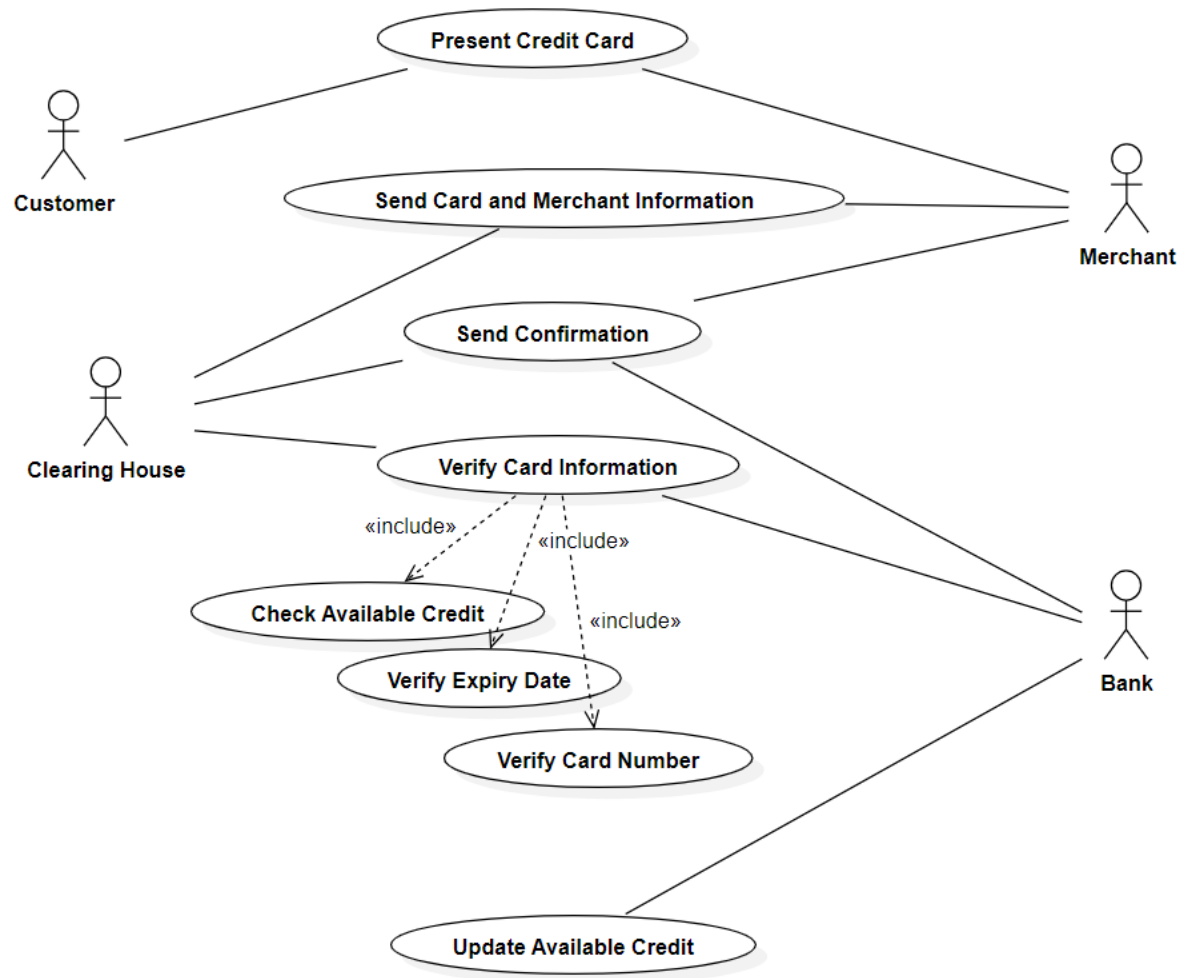 Present Credit Card
Customer
Send Card and Merchant Information
Merchant
Send Confirmation
Clearing House
Verify Card Information
«include»
«include»
Check Available Credit
«include»
Verify Expiry Date
Bank
Verify Card Number
Update Available Credit